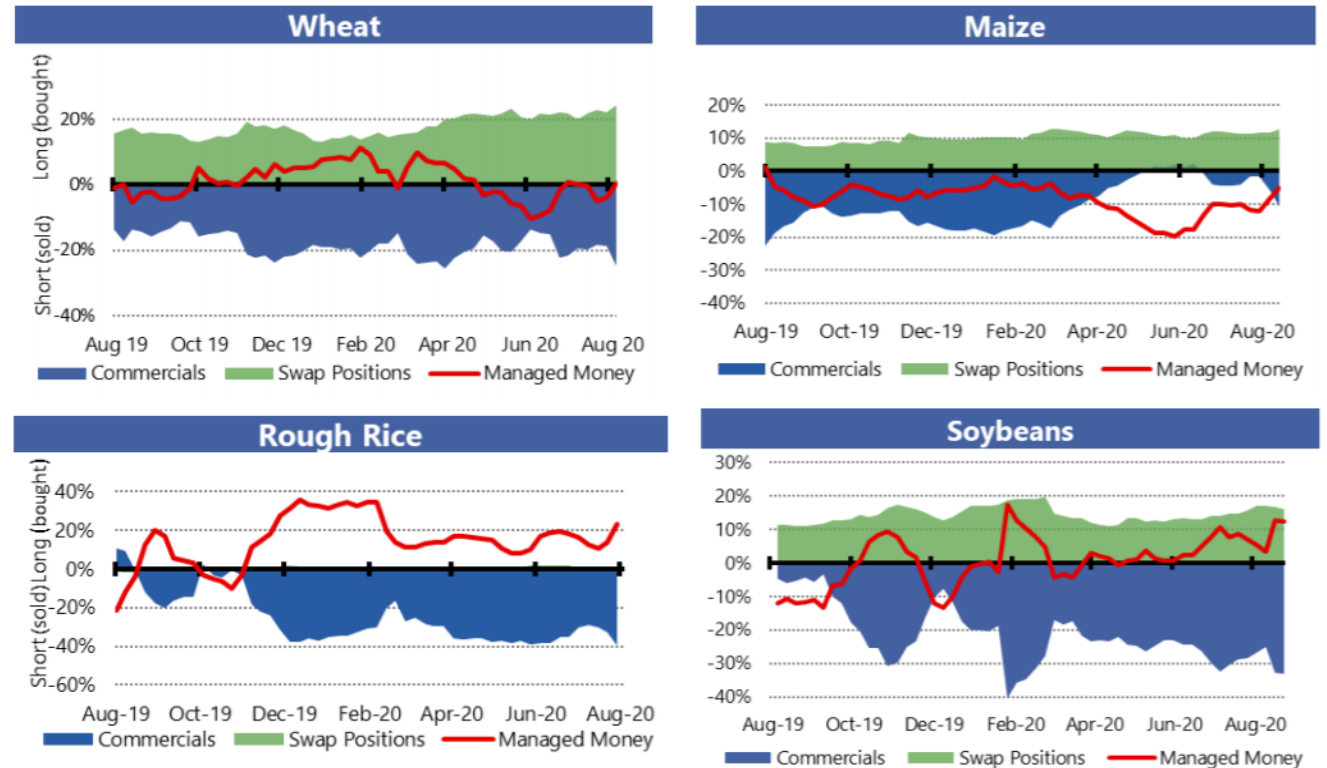 Wheat
Long (bought)
Short (sold)
20%
0%
-20%
-40%
Aug 19 Oct 19 Dec 19 Feb 20 Apr 20 Jun 20 Aug 20
Commercials Swap Positions Managed Money
Maize
20%
10%
0%
-10%
-20%
-30%
-40%
Aug-19 Oct-19 Dec-19 Feb-20 Apr-20 Jun-20 Aug-20
Commercials Swap Positions Managed Money
Rough Rice
Short (sold) Long (bought)
40%
20%
0%
-20%
-40%
-60%
Aug-19 Oct-19 Dec-19 Feb-20 Apr-20 Jun-20 Aug-20
Commercials Swap Positions Managed Money
Soybeans
30%
20%
10%
0%
-10%
-20%
-30%
-40%
Aug-19 Oct-19 Dec-19 Feb-20 Apr-20 Jun-20 Aug-20
Commercials Swap Positions Managed Money